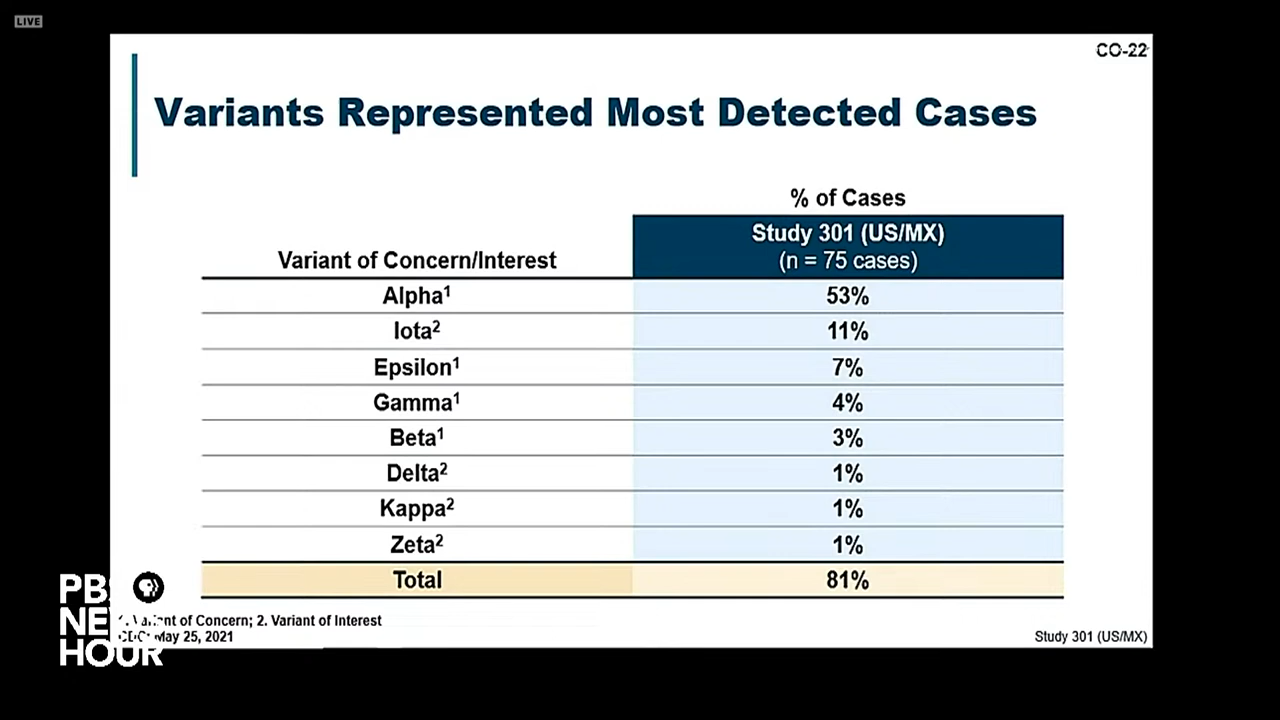 LIVE
CO-22
Variants Represented Most Detected Cases
% of Cases
Variant of Concern/Interest
Study 301 (US/MX)
(n = 75 cases)
Alpha¹ 53%
Iota² 11%
Epsilon¹ 7%
Gamma¹ 4%
Beta¹ 3%
Delta² 1%
Kappa² 1%
Zeta² 1%
Total 81%
Variant of Concern; 2. Variant of Interest
May 25, 2021
Study 301 (US/MX)
PBS
NEWS
HOUR